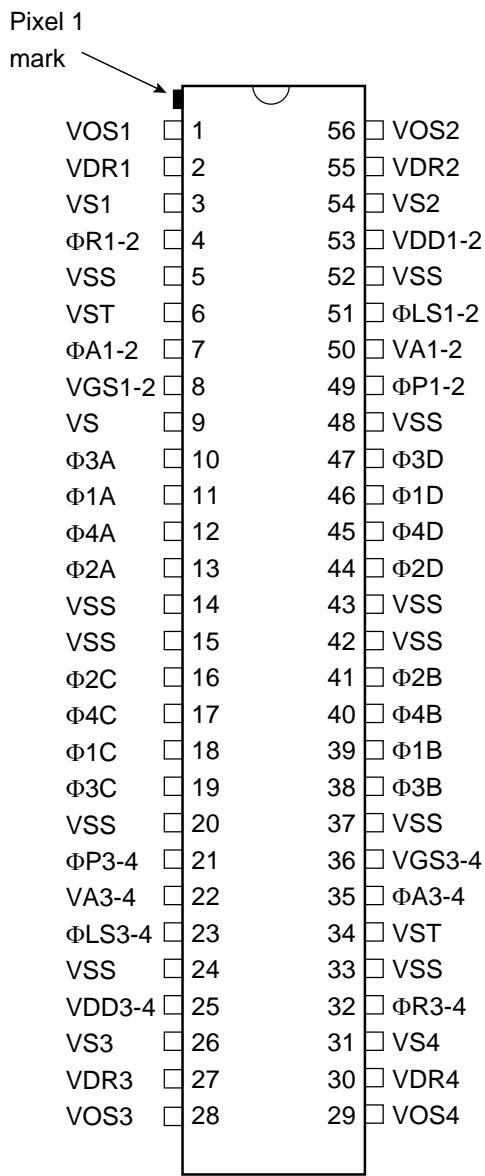 Pixel 1
mark
VOS1 1 56 VOS2
VDR1 2 55 VDR2
VS1 3 54 VS2
ΦR1-2 4 53 VDD1-2
VSS 5 52 VSS
VST 6 51 ΦLS1-2
ΦA1-2 7 50 VA1-2
VGS1-2 8 49 ΦP1-2
VS 9 48 VSS
Φ3A 10 47 Φ3D
Φ1A 11 46 Φ1D
Φ4A 12 45 Φ4D
Φ2A 13 44 Φ2D
VSS 14 43 VSS
VSS 15 42 VSS
Φ2C 16 41 Φ2B
Φ4C 17 40 Φ4B
Φ1C 18 39 Φ1B
Φ3C 19 38 Φ3B
VSS 20 37 VSS
ΦP3-4 21 36 VGS3-4
VA3-4 22 35 ΦA3-4
ΦLS3-4 23 34 VST
VSS 24 33 VSS
VDD3-4 25 32 ΦR3-4
VS3 26 31 VS4
VDR3 27 30 VDR4
VOS3 28 29 VOS4